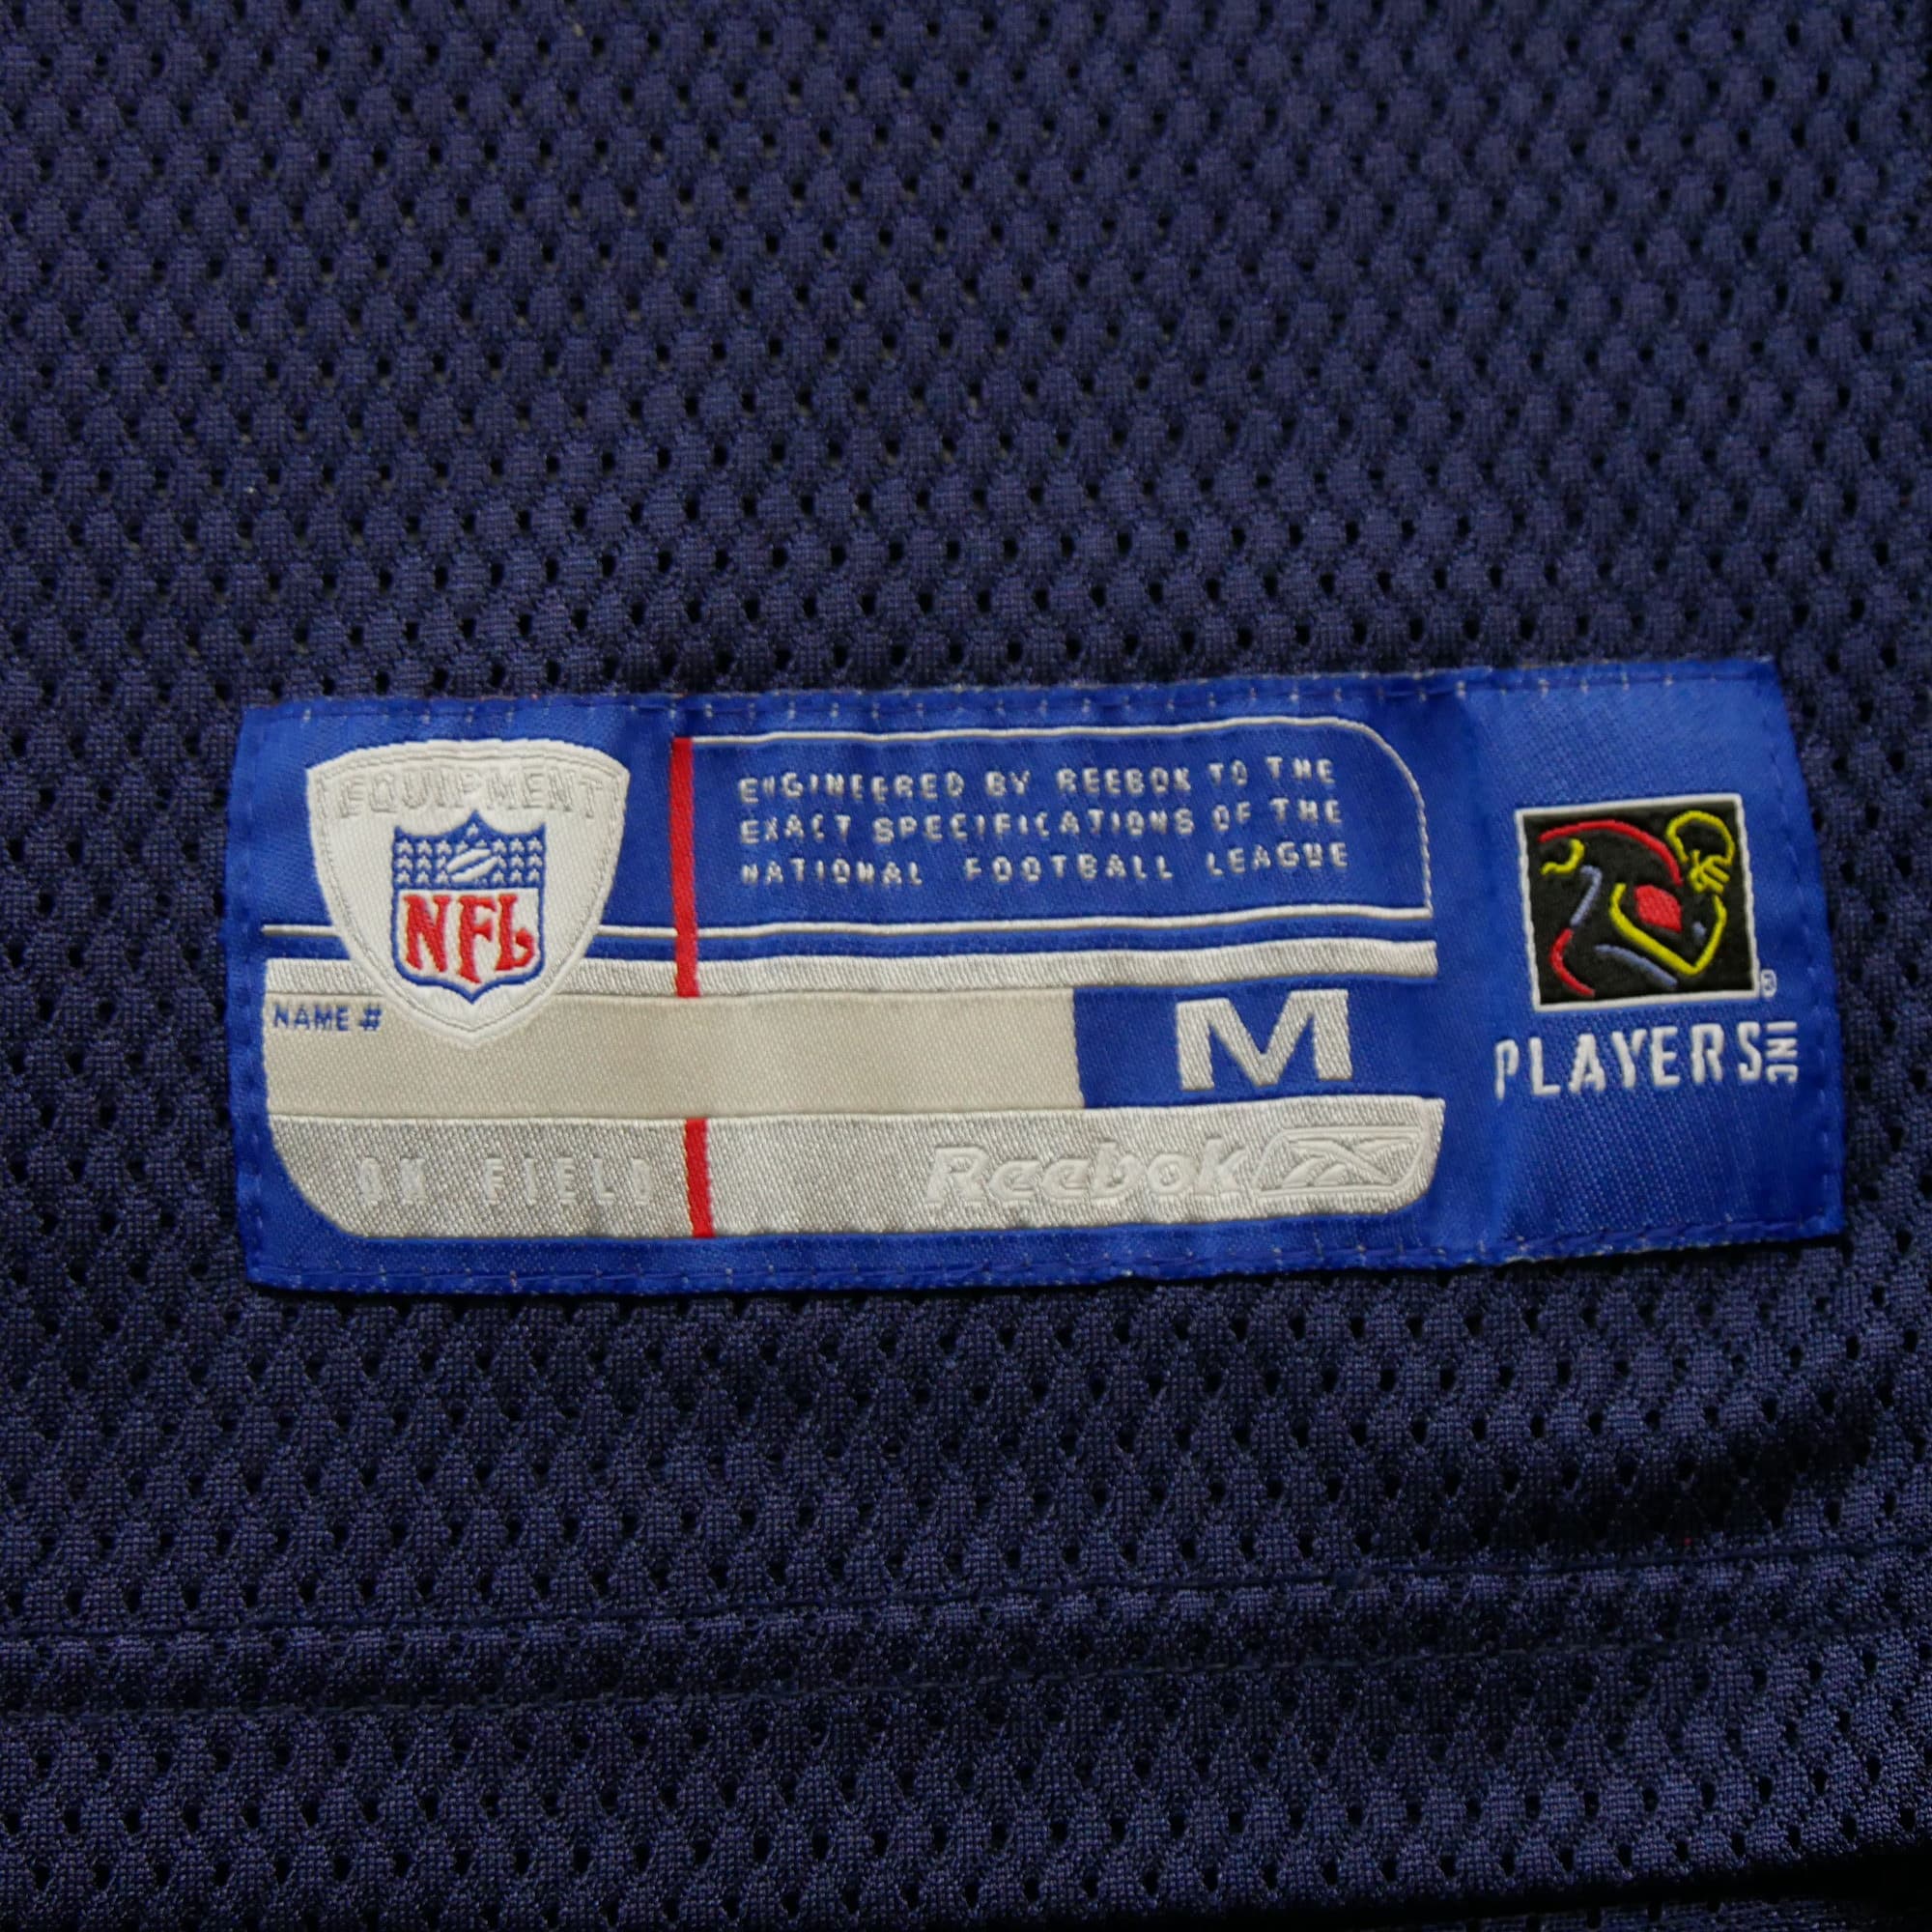 EQUIPMENT
NFL
ENGINEERED BY REEBOK TO THE
EXACT SPECIFICATIONS OF THE
NATIONAL FOOTBALL LEAGUE
NAME #
M
ON FIELD
Reebok
®
PLAYERS INC